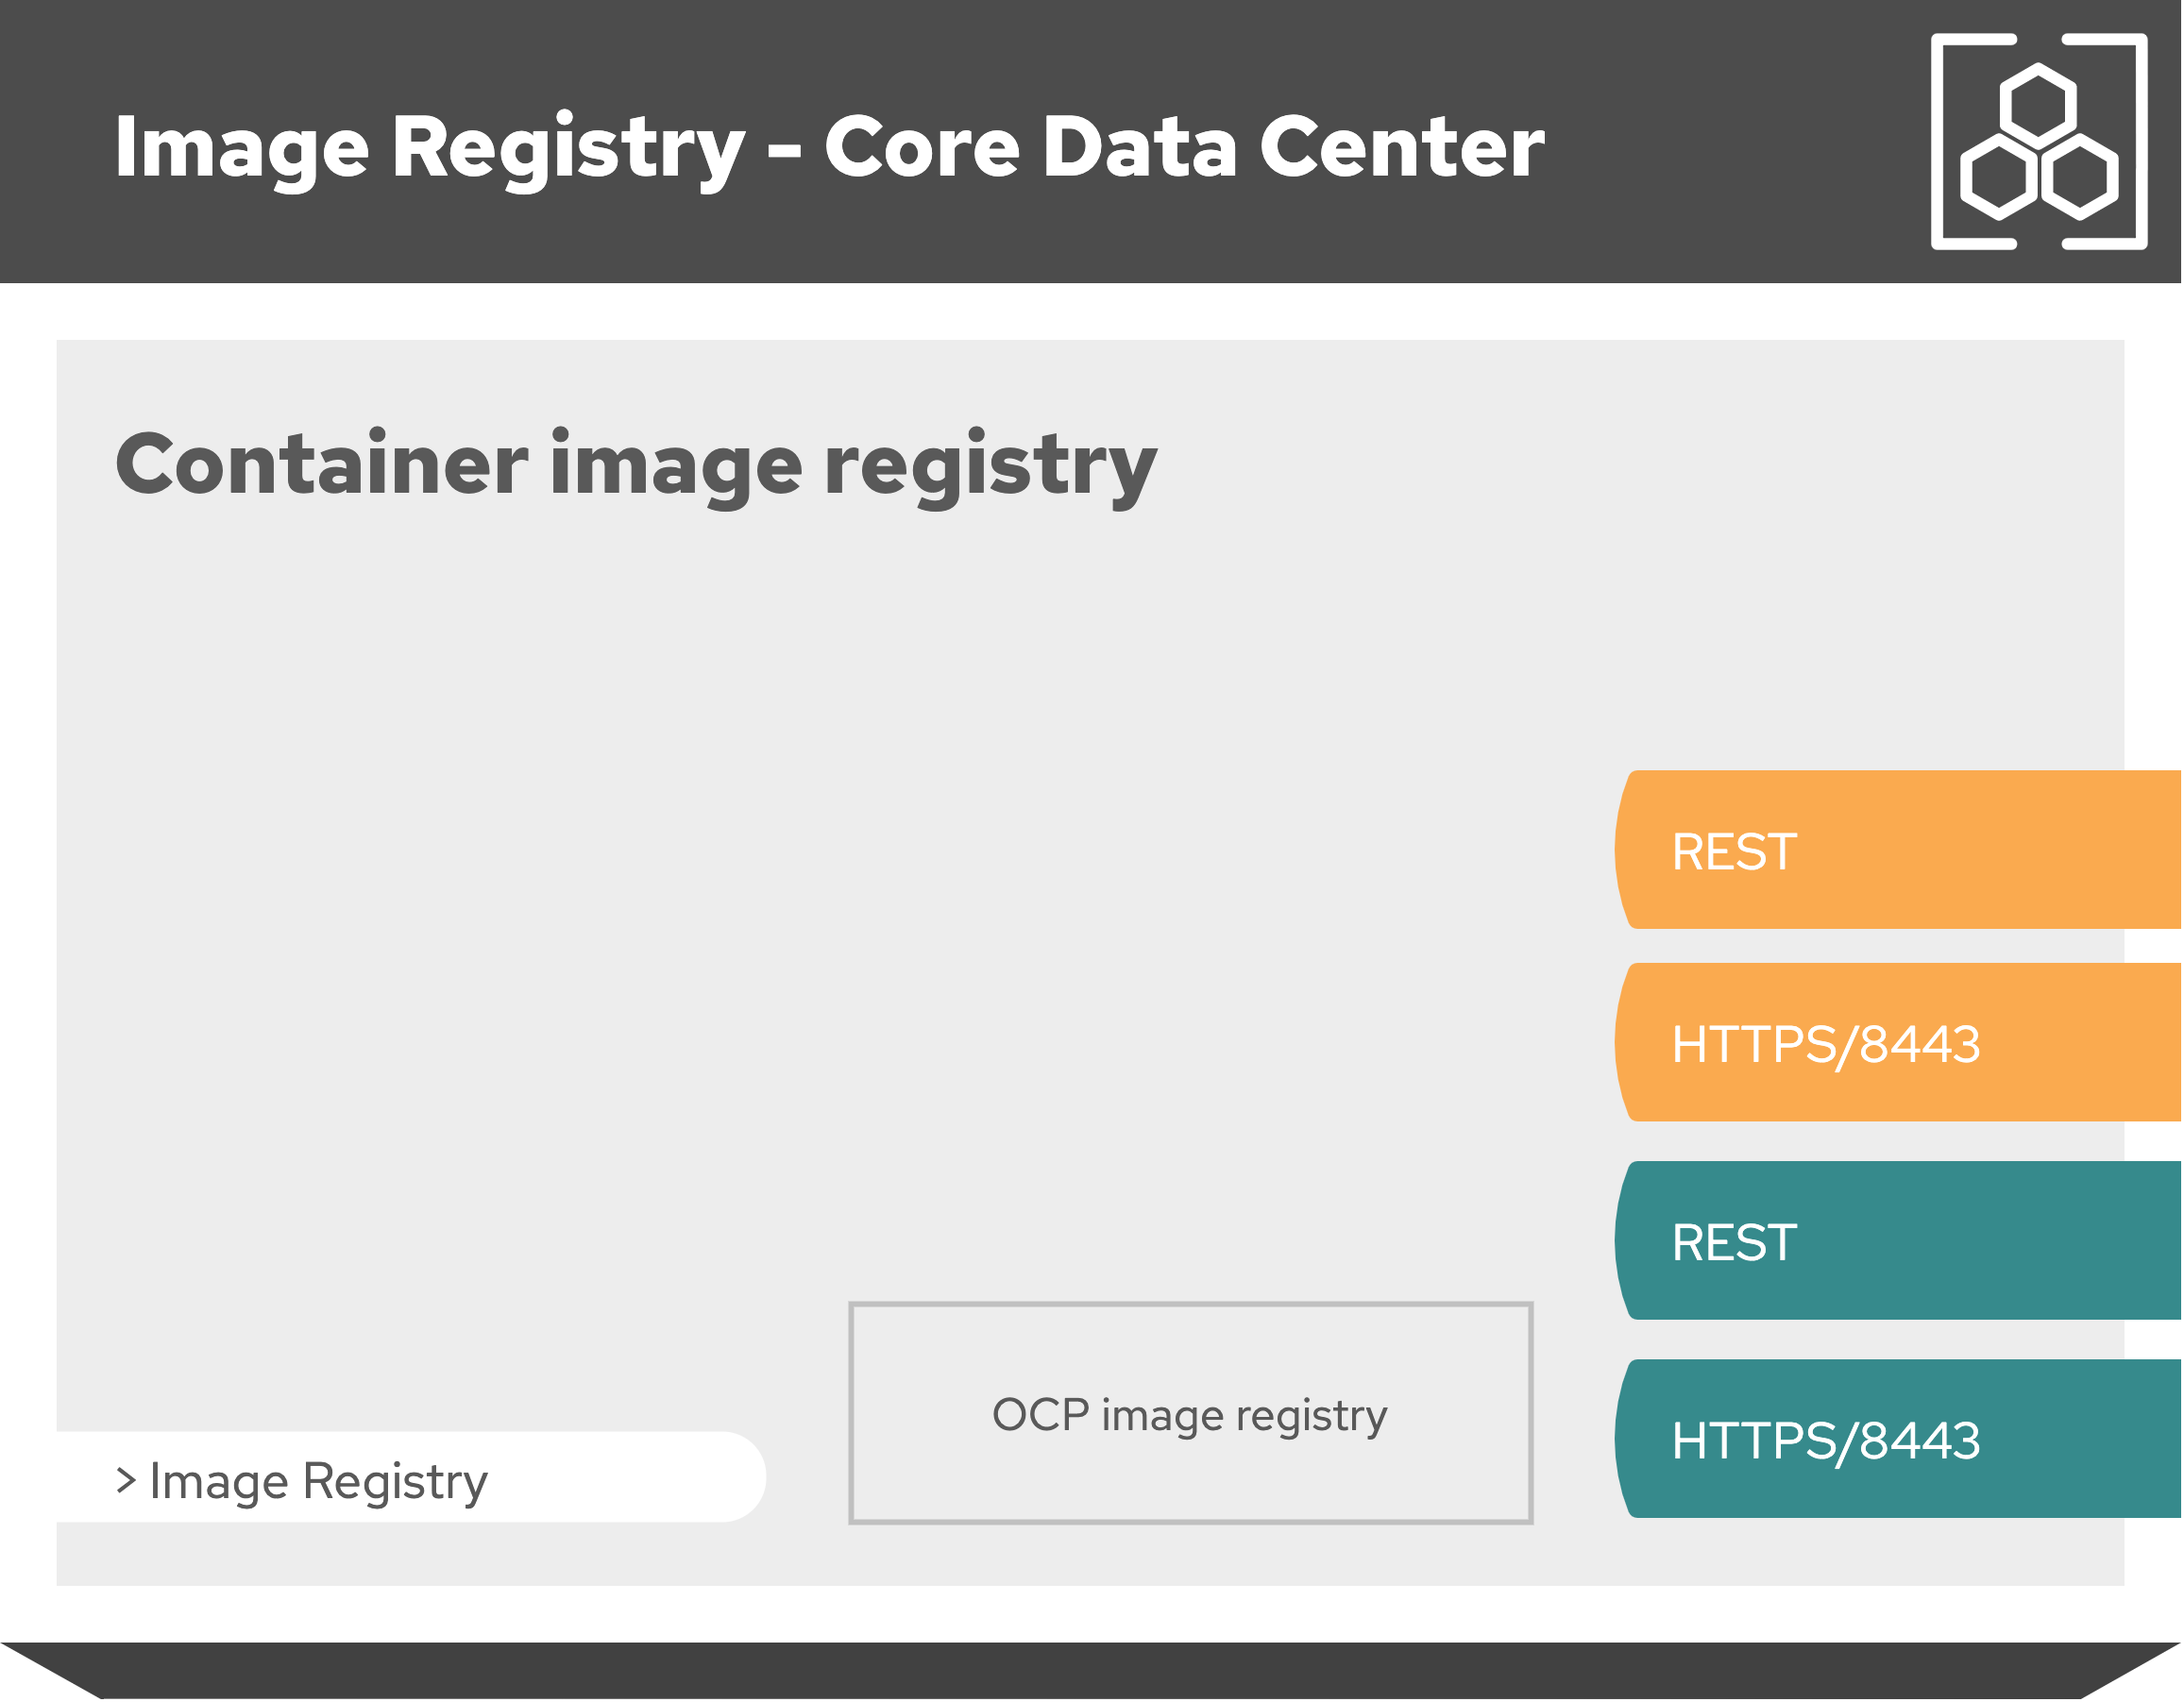 Image Registry - Core Data Center
Container image registry
REST
HTTPS/8443
REST
HTTPS/8443
OCP image registry
> Image Registry